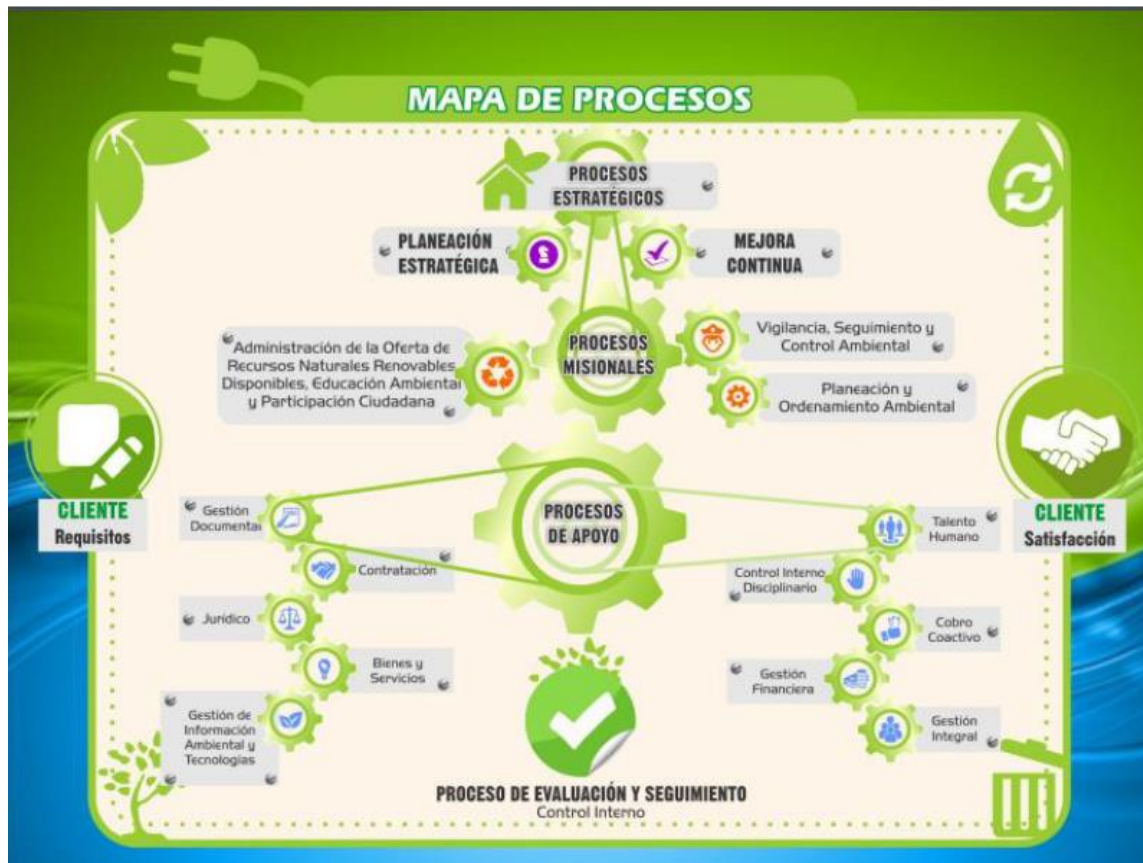 MAPA DE PROCESOS
PROCESOS
ESTRATÉGICOS
PLANEACIÓN
ESTRATÉGICA
MEJORA
CONTINUA
Administración de la Oferta de
Recursos Naturales Renovables
Disponibles, Educación Ambiental
y Participación Ciudadana
PROCESOS
MISIONALES
Vigilancia, Seguimiento y
Control Ambiental
Planeación y
Ordenamiento Ambiental
CLIENTE
Requisitos
CLIENTE
Satisfacción
PROCESOS
DE APOYO
Gestión
Documental
Contratación
Jurídico
Bienes y
Servicios
Gestión de
Información
Ambiental y
Tecnologías
Talento
Humano
Control Interno
Disciplinario
Cobro
Coactivo
Gestión
Financiera
Gestión
Integral
PROCESO DE EVALUACIÓN Y SEGUIMIENTO
Control Interno